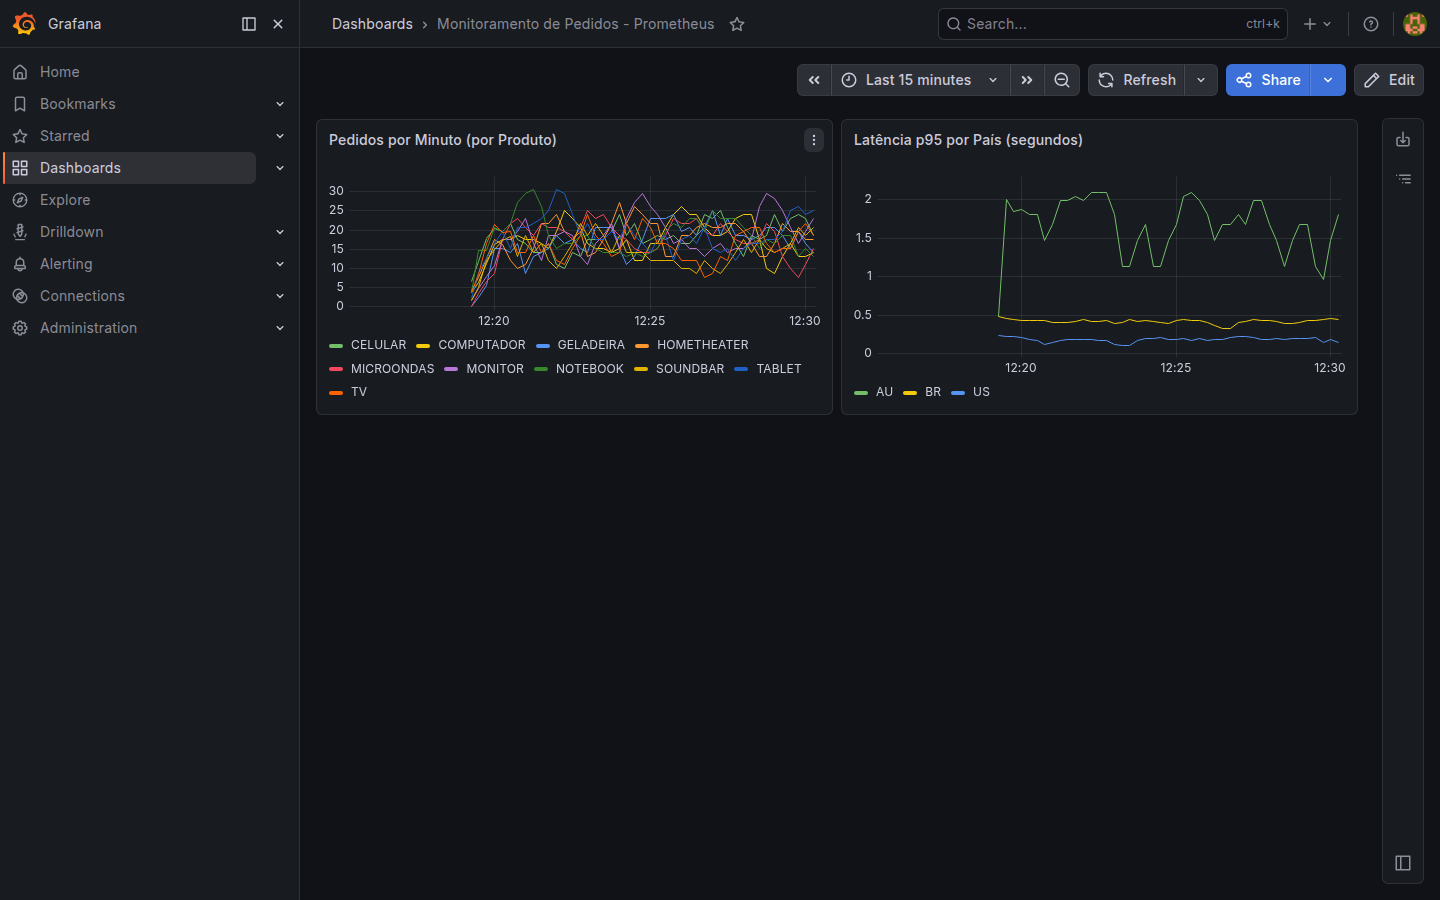 Grafana
Dashboards › Monitoramento de Pedidos - Prometheus
Search... ctrl+k
Home
Bookmarks
Starred
Dashboards
Explore
Drilldown
Alerting
Connections
Administration
Last 15 minutes
Refresh
Share
Edit
Pedidos por Minuto (por Produto)
30
25
20
15
10
5
0
12:20 12:25 12:30
CELULAR COMPUTADOR GELADEIRA HOMETHEATER
MICROONDAS MONITOR NOTEBOOK SOUNDBAR TABLET
TV
Latência p95 por País (segundos)
2
1.5
1
0.5
0
12:20 12:25 12:30
AU BR US